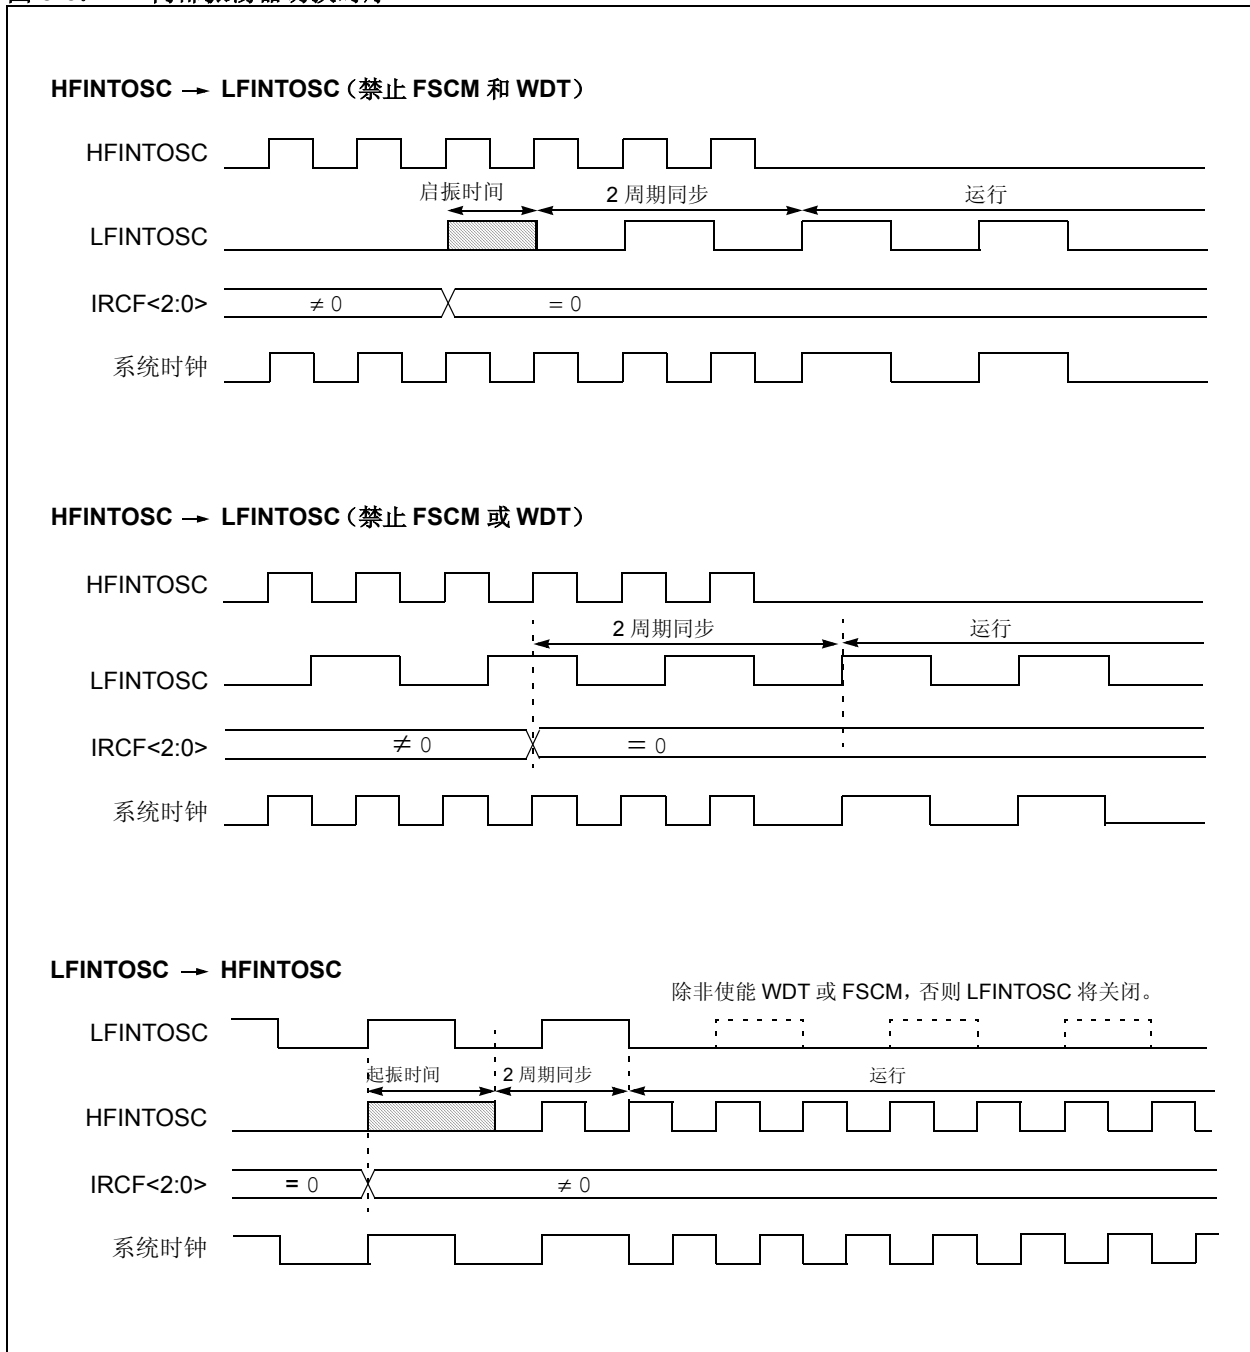 HFINTOSC → LFINTOSC（禁止 FSCM 和 WDT）
HFINTOSC
启振时间
2 周期同步
运行
LFINTOSC
IRCF<2:0>
≠ 0
= 0
系统时钟
HFINTOSC → LFINTOSC（禁止 FSCM 或 WDT）
HFINTOSC
2 周期同步
运行
LFINTOSC
IRCF<2:0>
≠ 0
= 0
系统时钟
LFINTOSC → HFINTOSC
除非使能 WDT 或 FSCM，否则 LFINTOSC 将关闭。
LFINTOSC
起振时间
2 周期同步
运行
HFINTOSC
IRCF<2:0>
= 0
≠ 0
系统时钟